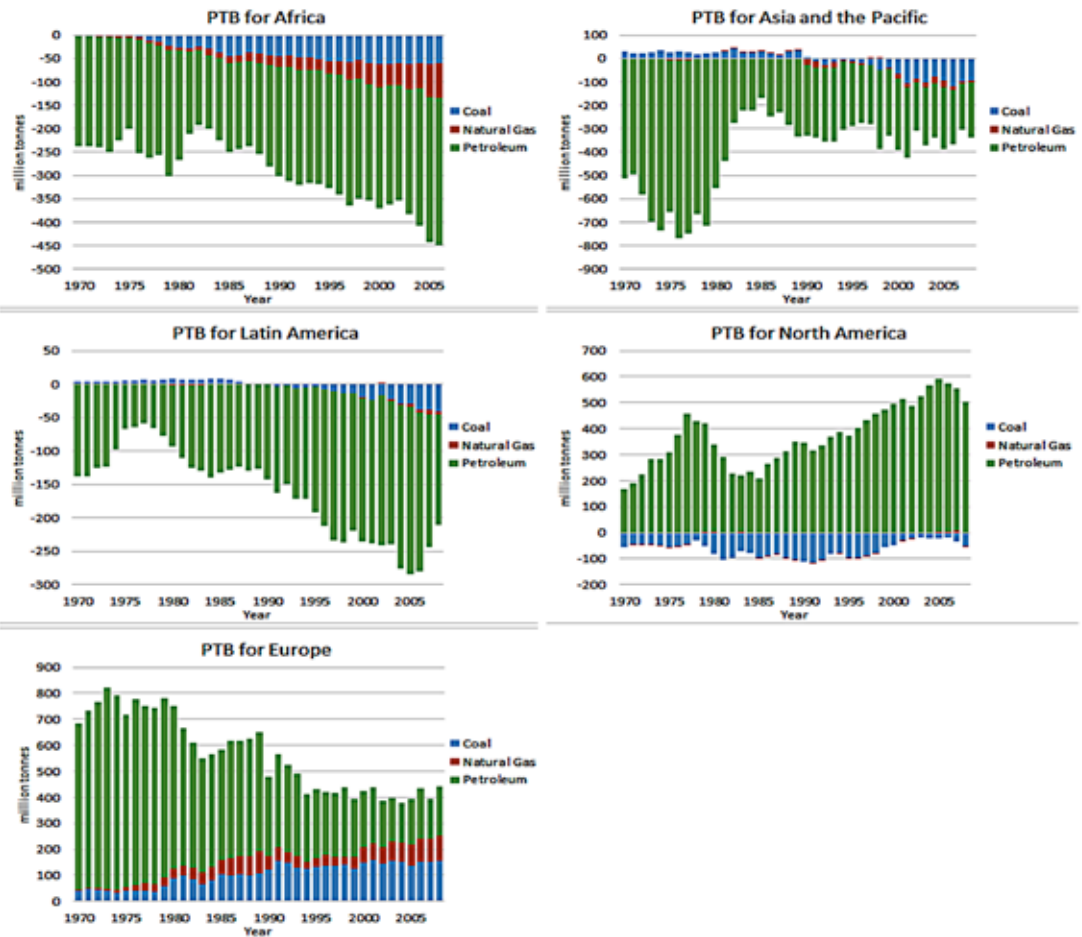 PTB for Africa
0
-50
-100
-150
-200
-250
-300
-350
-400
-450
-500
million tonnes
1970 1975 1980 1985 1990 1995 2000 2005
Year
Coal
Natural Gas
Petroleum
PTB for Asia and the Pacific
100
0
-100
-200
-300
-400
-500
-600
-700
-800
-900
million tonnes
1970 1975 1980 1985 1990 1995 2000 2005
Year
Coal
Natural Gas
Petroleum
PTB for Latin America
50
0
-50
-100
-150
-200
-250
-300
million tonnes
1970 1975 1980 1985 1990 1995 2000 2005
Year
Coal
Natural Gas
Petroleum
PTB for North America
700
600
500
400
300
200
100
0
-100
-200
million tonnes
1970 1975 1980 1985 1990 1995 2000 2005
Year
Coal
Natural Gas
Petroleum
PTB for Europe
900
800
700
600
500
400
300
200
100
0
million tonnes
1970 1975 1980 1985 1990 1995 2000 2005
Year
Coal
Natural Gas
Petroleum